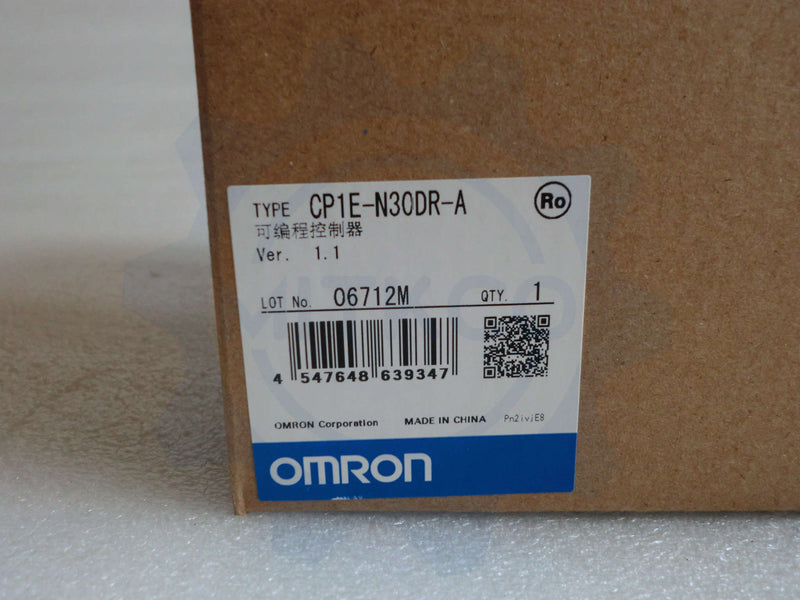 TYPE CP1E-N30DR-A Ro
可编程控制器
Ver. 1.1
LOT No. 06712M QTY. 1
4 547648 639347
OMRON Corporation MADE IN CHINA Pn2ivjE8
OMRON